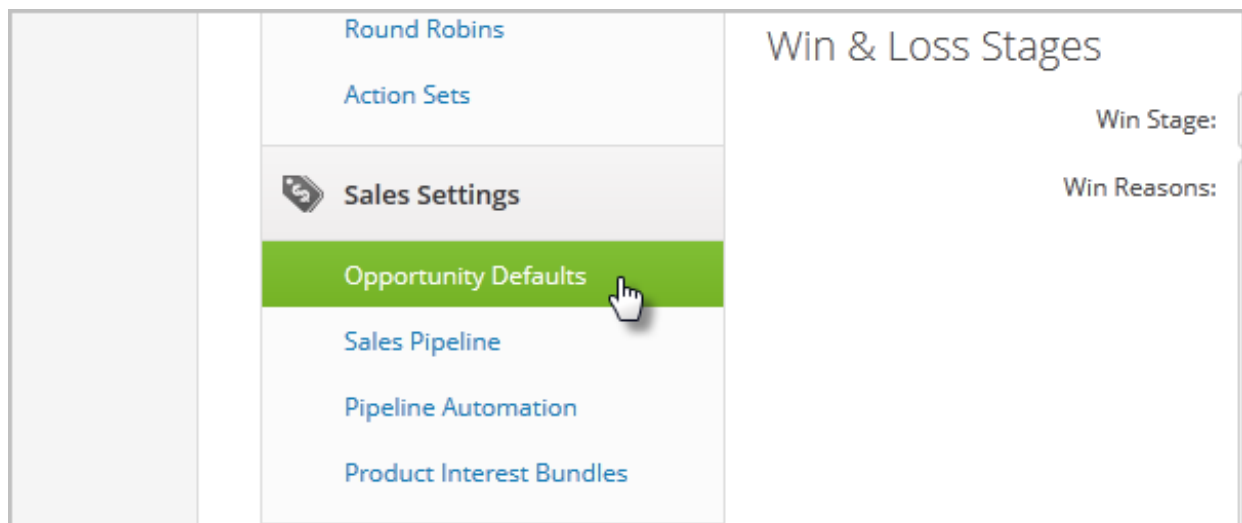 Round Robins
Action Sets
Sales Settings
Opportunity Defaults
Sales Pipeline
Pipeline Automation
Product Interest Bundles
Win & Loss Stages
Win Stage:
Win Reasons: